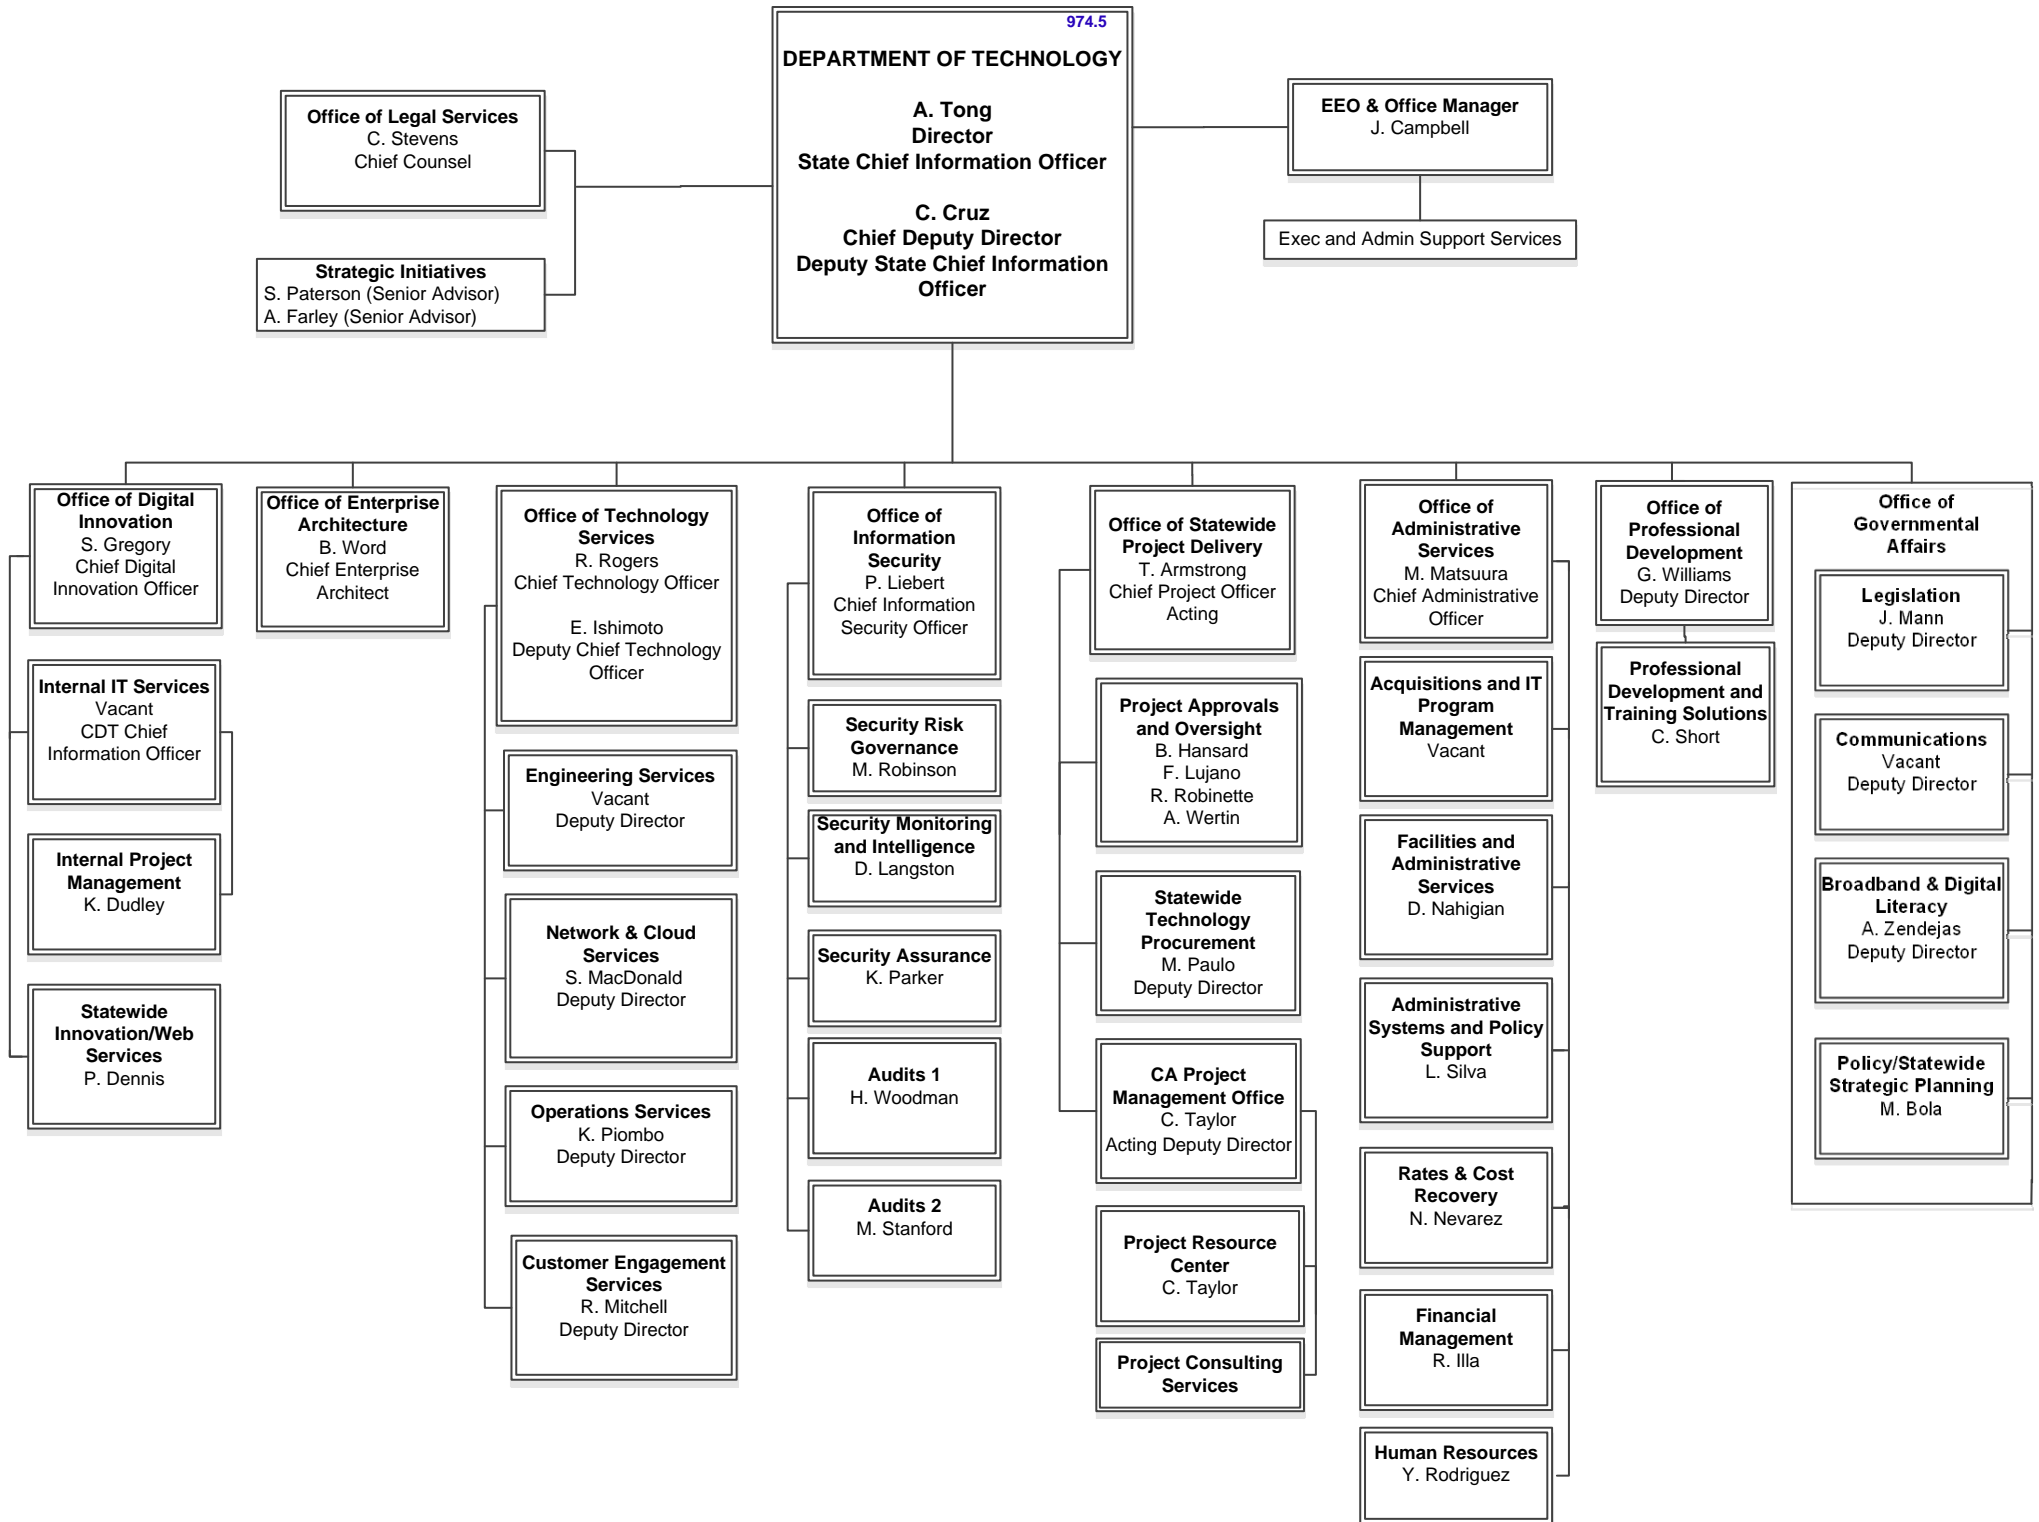 974.5
DEPARTMENT OF TECHNOLOGY
A. Tong
Director
State Chief Information Officer
C. Cruz
Chief Deputy Director
Deputy State Chief Information
Officer
Office of Legal Services
C. Stevens
Chief Counsel
Strategic Initiatives
S. Paterson (Senior Advisor)
A. Farley (Senior Advisor)
EEO & Office Manager
J. Campbell
Exec and Admin Support Services
Office of Digital
Innovation
S. Gregory
Chief Digital
Innovation Officer
Internal IT Services
Vacant
CDT Chief
Information Officer
Internal Project
Management
K. Dudley
Statewide
Innovation/Web
Services
P. Dennis
Office of Enterprise
Architecture
B. Word
Chief Enterprise
Architect
Office of Technology
Services
R. Rogers
Chief Technology Officer
E. Ishimoto
Deputy Chief Technology
Officer
Engineering Services
Vacant
Deputy Director
Network & Cloud
Services
S. MacDonald
Deputy Director
Operations Services
K. Piombo
Deputy Director
Customer Engagement
Services
R. Mitchell
Deputy Director
Office of
Information
Security
P. Liebert
Chief Information
Security Officer
Security Risk
Governance
M. Robinson
Security Monitoring
and Intelligence
D. Langston
Security Assurance
K. Parker
Audits 1
H. Woodman
Audits 2
M. Stanford
Office of Statewide
Project Delivery
T. Armstrong
Chief Project Officer
Acting
Project Approvals
and Oversight
B. Hansard
F. Lujano
R. Robinette
A. Wertin
Statewide
Technology
Procurement
M. Paulo
Deputy Director
CA Project
Management Office
C. Taylor
Acting Deputy Director
Project Resource
Center
C. Taylor
Project Consulting
Services
Office of
Administrative
Services
M. Matsuura
Chief Administrative
Officer
Acquisitions and IT
Program
Management
Vacant
Facilities and
Administrative
Services
D. Nahigian
Administrative
Systems and Policy
Support
L. Silva
Rates & Cost
Recovery
N. Nevarez
Financial
Management
R. Illa
Human Resources
Y. Rodriguez
Office of
Professional
Development
G. Williams
Deputy Director
Professional
Development and
Training Solutions
C. Short
Office of
Governmental
Affairs
Legislation
J. Mann
Deputy Director
Communications
Vacant
Deputy Director
Broadband & Digital
Literacy
A. Zendejas
Deputy Director
Policy/Statewide
Strategic Planning
M. Bola